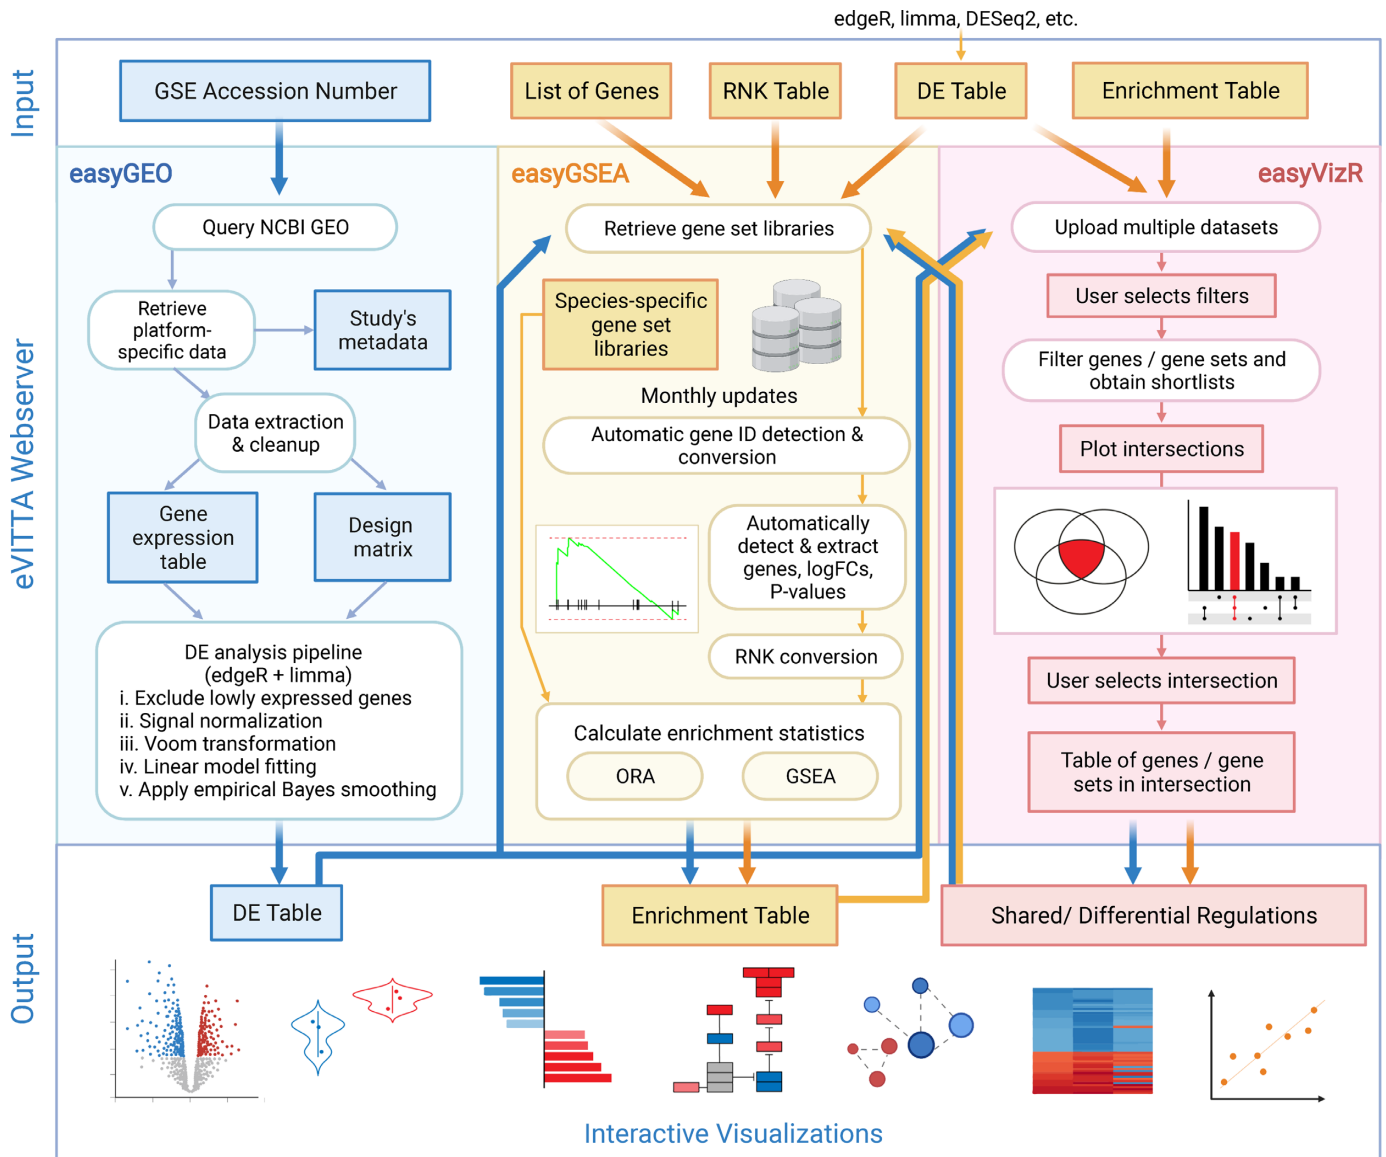 edgeR, limma, DESeq2, etc.
Input
GSE Accession Number
List of Genes
RNK Table
DE Table
Enrichment Table
eVITTA Webserver
easyGEO
Query NCBI GEO
Retrieve
platform-
specific data
Study's
metadata
Data extraction
& cleanup
Gene
expression
table
Design
matrix
DE analysis pipeline
(edgeR + limma)
i. Exclude lowly expressed genes
ii. Signal normalization
iii. Voom transformation
iv. Linear model fitting
v. Apply empirical Bayes smoothing
easyGSEA
Retrieve gene set libraries
Species-specific
gene set
libraries
Monthly updates
Automatic gene ID detection &
conversion
Automatically
detect & extract
genes, logFCs,
P-values
RNK conversion
Calculate enrichment statistics
ORA
GSEA
easyVizR
Upload multiple datasets
User selects filters
Filter genes / gene sets and
obtain shortlists
Plot intersections
User selects intersection
Table of genes / gene
sets in intersection
Output
DE Table
Enrichment Table
Shared/ Differential Regulations
Interactive Visualizations